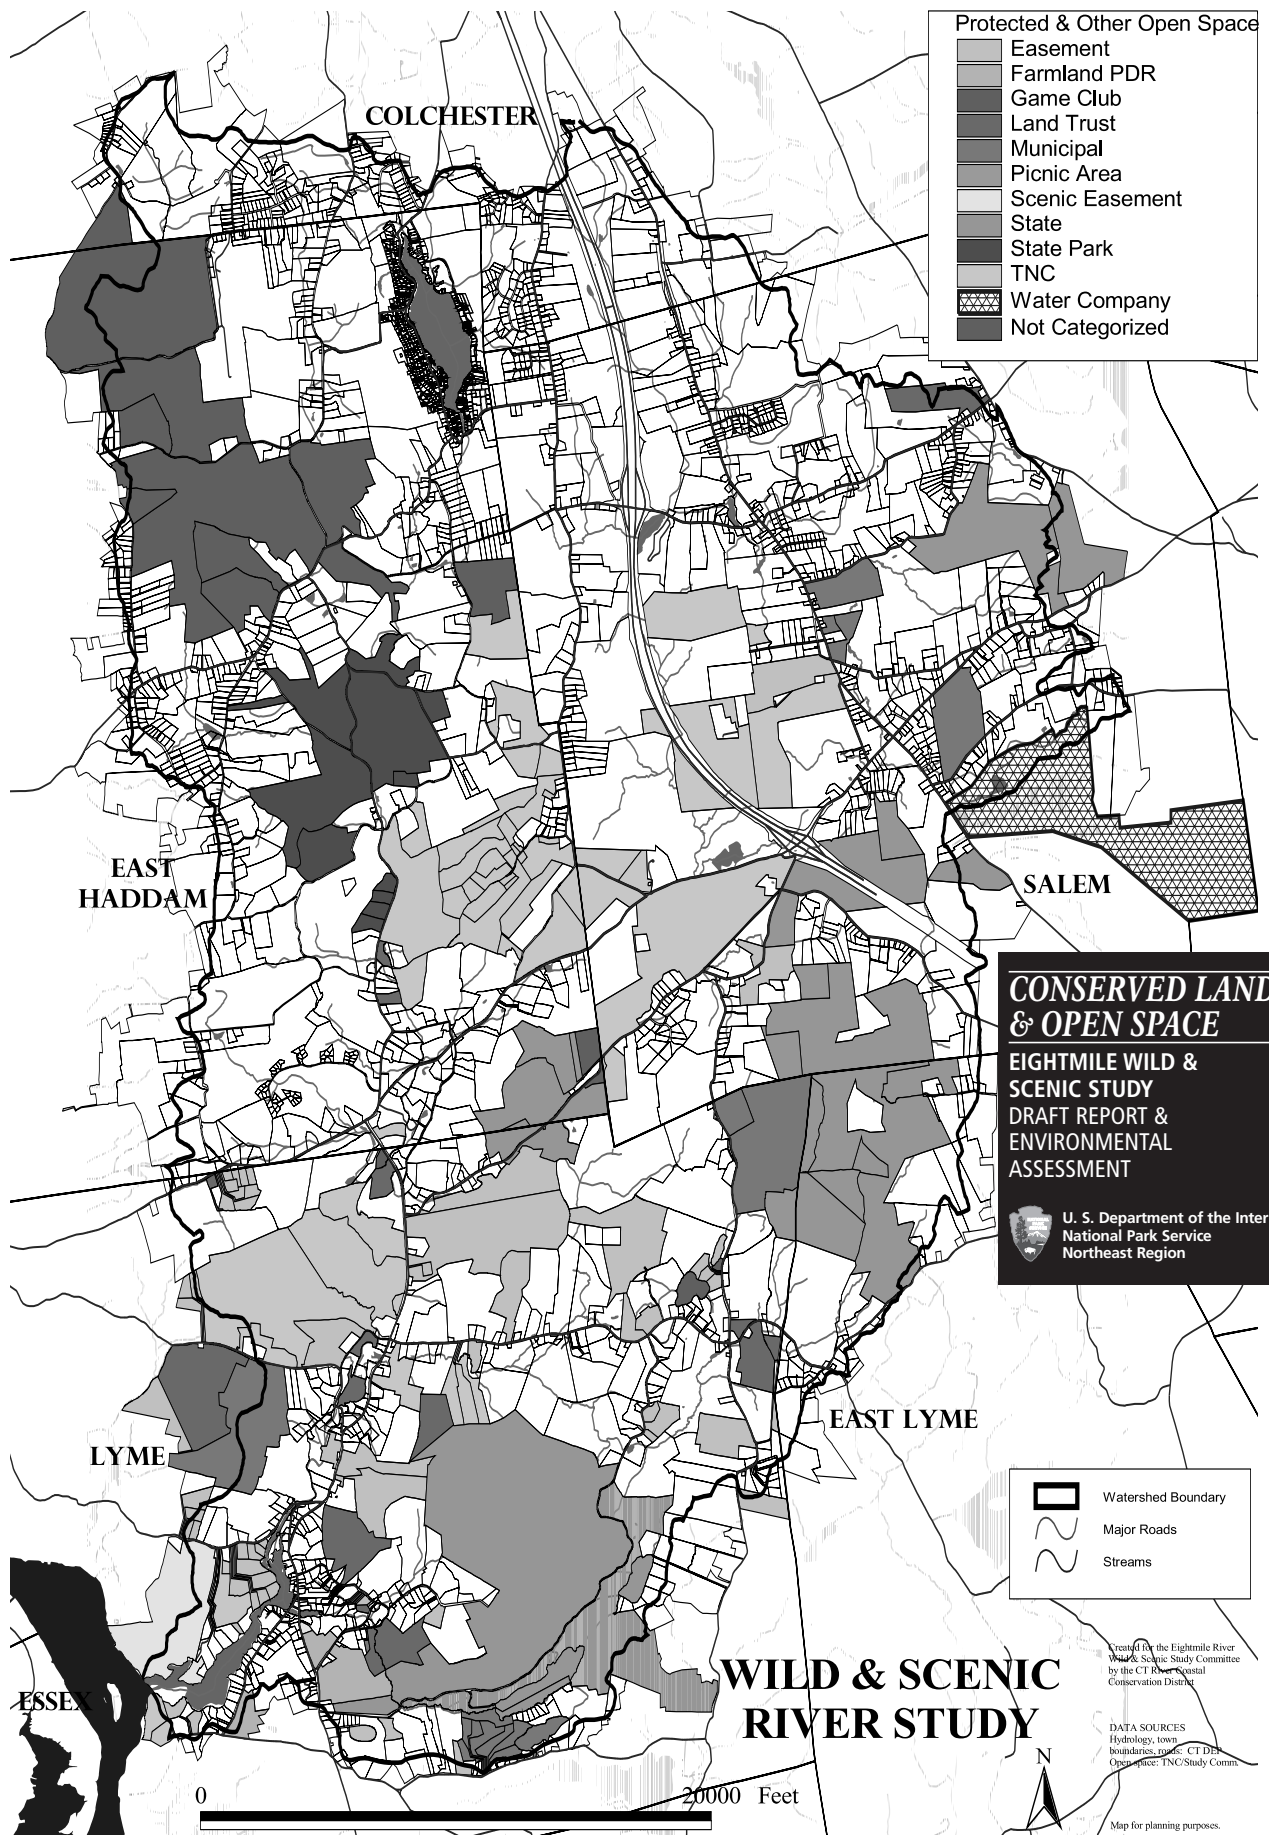 Protected & Other Open Space
Easement
Farmland PDR
Game Club
Land Trust
Municipal
Picnic Area
Scenic Easement
State
State Park
TNC
Water Company
Not Categorized
COLCHESTER
EAST
HADDAM
SALEM
CONSERVED LAND
& OPEN SPACE
EIGHTMILE WILD &
SCENIC STUDY
DRAFT REPORT &
ENVIRONMENTAL
ASSESSMENT
U. S. Department of the Inter
National Park Service
Northeast Region
EAST LYME
LYME
Watershed Boundary
Major Roads
Streams
ESSEX
WILD & SCENIC
RIVER STUDY
Created for the Eightmile River
Wild & Scenic Study Committee
by the CT River Coastal
Conservation District
DATA SOURCES
Hydrology, town
boundaries, roads: CT DEP
Open space: TNC/Study Comm.
N
0 20000 Feet
Map for planning purposes.